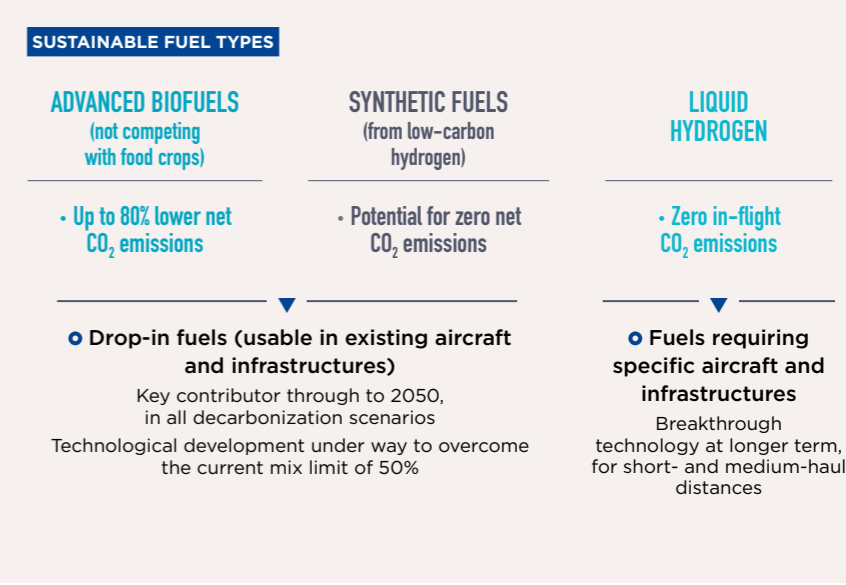 SUSTAINABLE FUEL TYPES
ADVANCED BIOFUELS
(not competing
with food crops)
• Up to 80% lower net
CO₂ emissions
SYNTHETIC FUELS
(from low-carbon
hydrogen)
• Potential for zero net
CO₂ emissions
LIQUID
HYDROGEN
• Zero in-flight
CO₂ emissions
Drop-in fuels (usable in existing aircraft
and infrastructures)
Key contributor through to 2050,
in all decarbonization scenarios
Technological development under way to overcome
the current mix limit of 50%
Fuels requiring
specific aircraft and
infrastructures
Breakthrough
technology at longer term,
for short- and medium-haul
distances